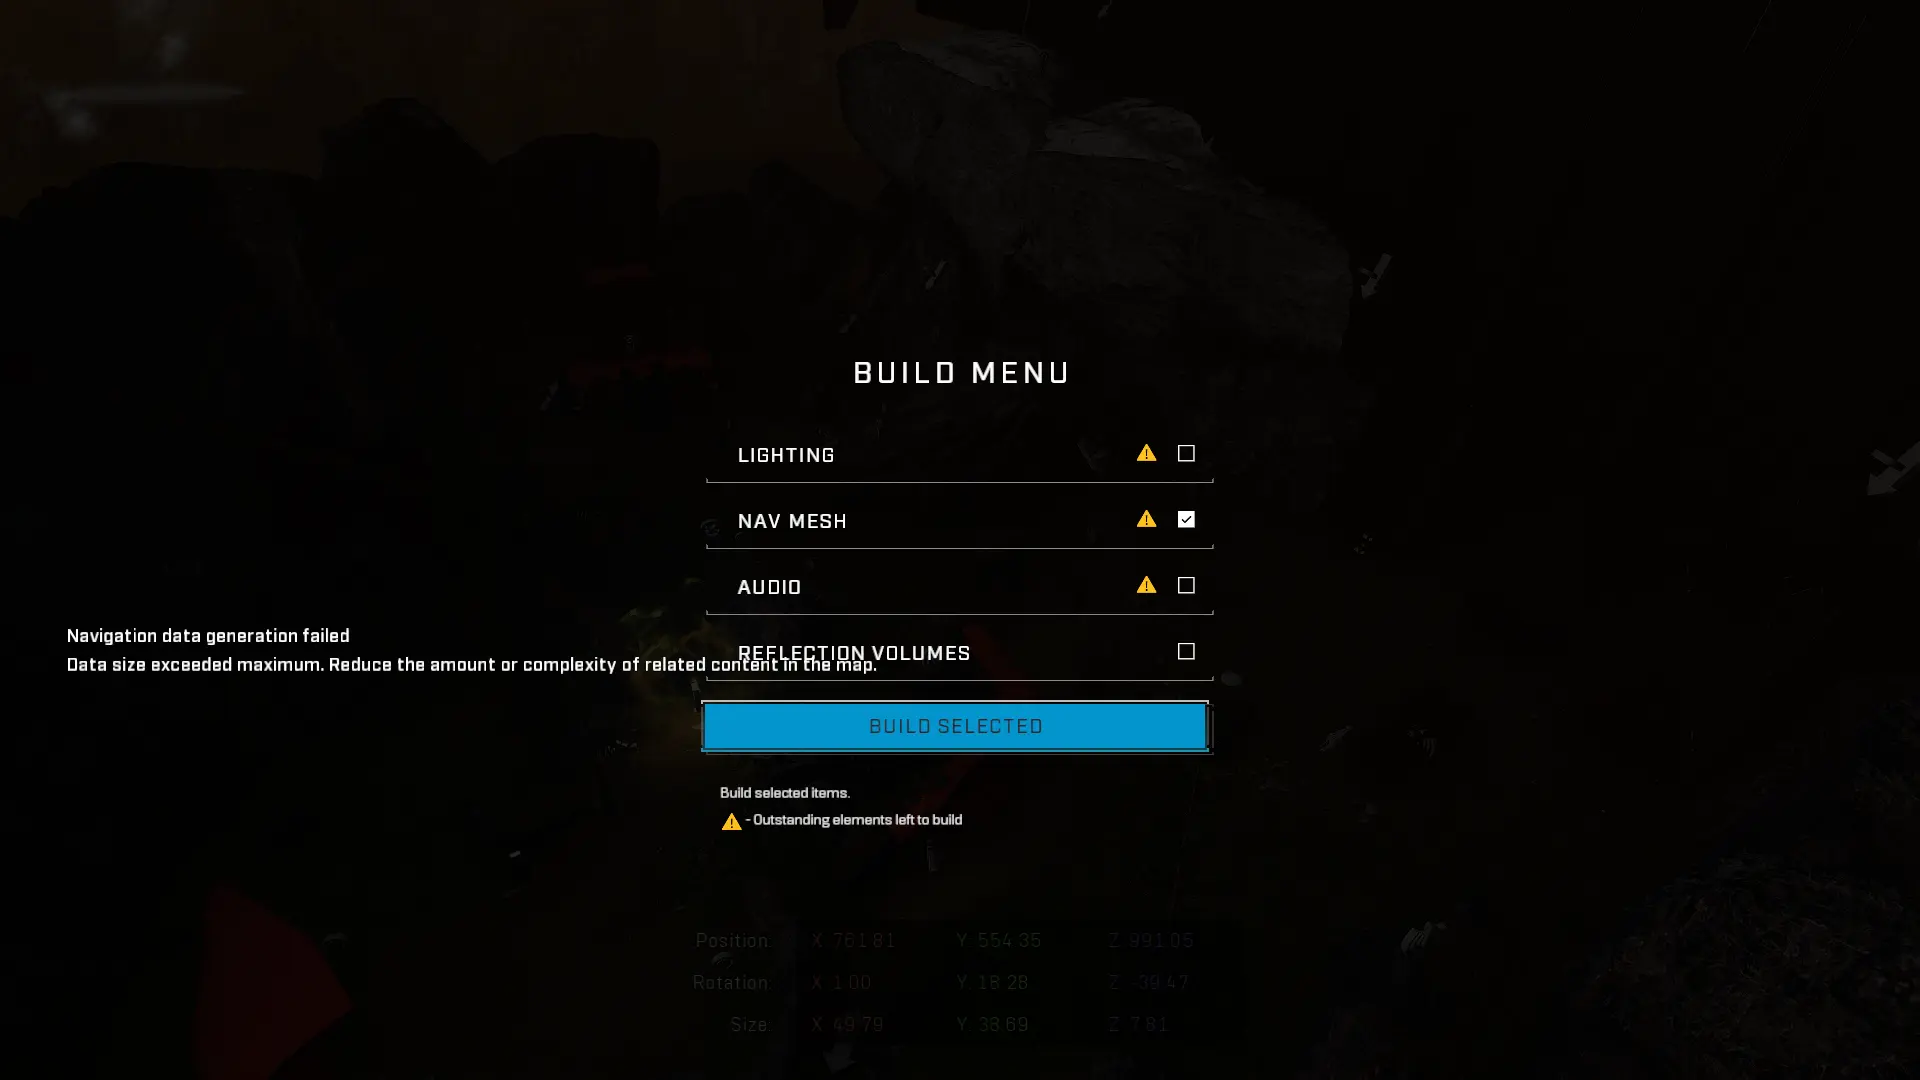 BUILD MENU
LIGHTING
NAV MESH
AUDIO
Navigation data generation failed
REFLECTION VOLUMES
Data size exceeded maximum. Reduce the amount or complexity of related content in the map.
BUILD SELECTED
Build selected items.
- Outstanding elements left to build
Position: X: 761.81 Y: 554.35 Z: 991.05
Rotation: X: 1.00 Y: 18.28 Z: -39.47
Size: X: 49.79 Y: 38.69 Z: 7.81